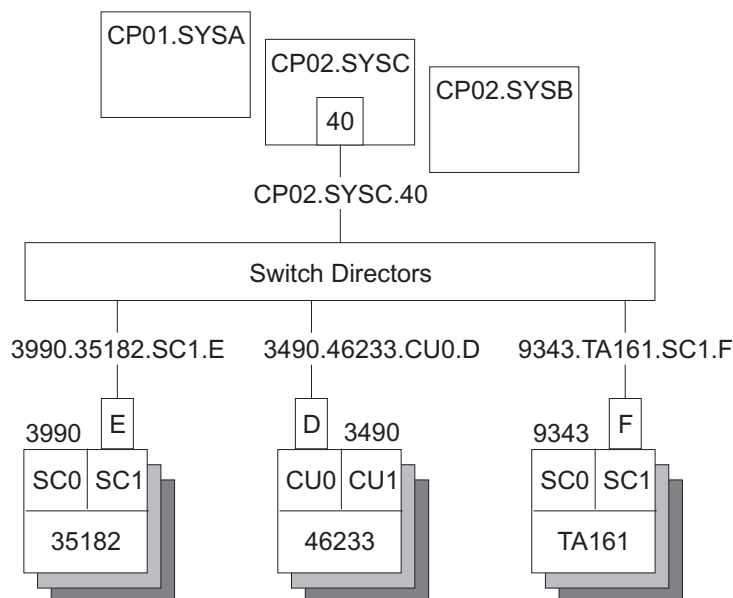 CP01.SYSA
CP02.SYSC
CP02.SYSB
40
CP02.SYSC.40
Switch Directors
3990.35182.SC1.E
3490.46233.CU0.D
9343.TA161.SC1.F
3990
E
D
3490
9343
F
SC0 SC1
CU0 CU1
SC0 SC1
35182
46233
TA161